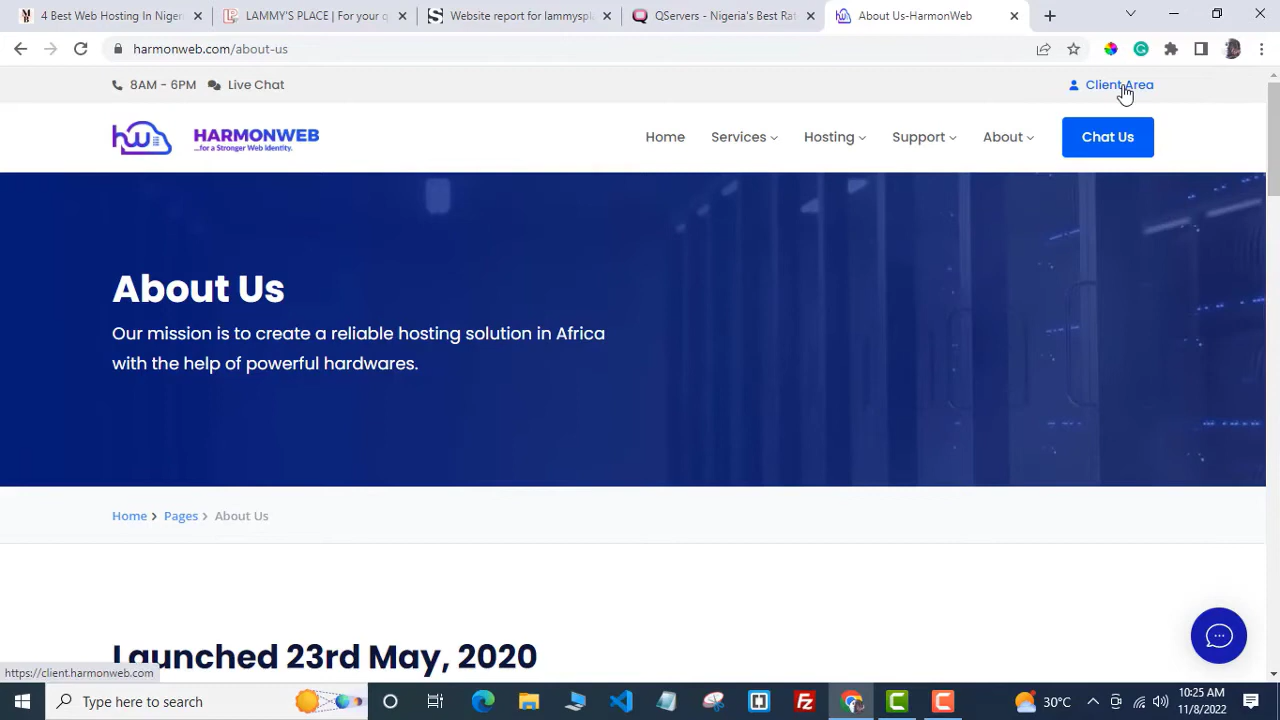 4 Best Web Hosting In Niger
LAMMY'S PLACE | For your q
Website report for lammyspl
QServers - Nigeria's Best Rat
About Us-HarmonWeb
harmonweb.com/about-us
8AM - 6PM
Live Chat
Client Area
hw
HARMONWEB
...for a Stronger Web Identity.
Home
Services
Hosting
Support
About
Chat Us
About Us
Our mission is to create a reliable hosting solution in Africa
with the help of powerful hardwares.
Home > Pages > About Us
Launched 23rd May, 2020
https://client.harmonweb.com
Type here to search
30°C
10:25 AM
11/8/2022